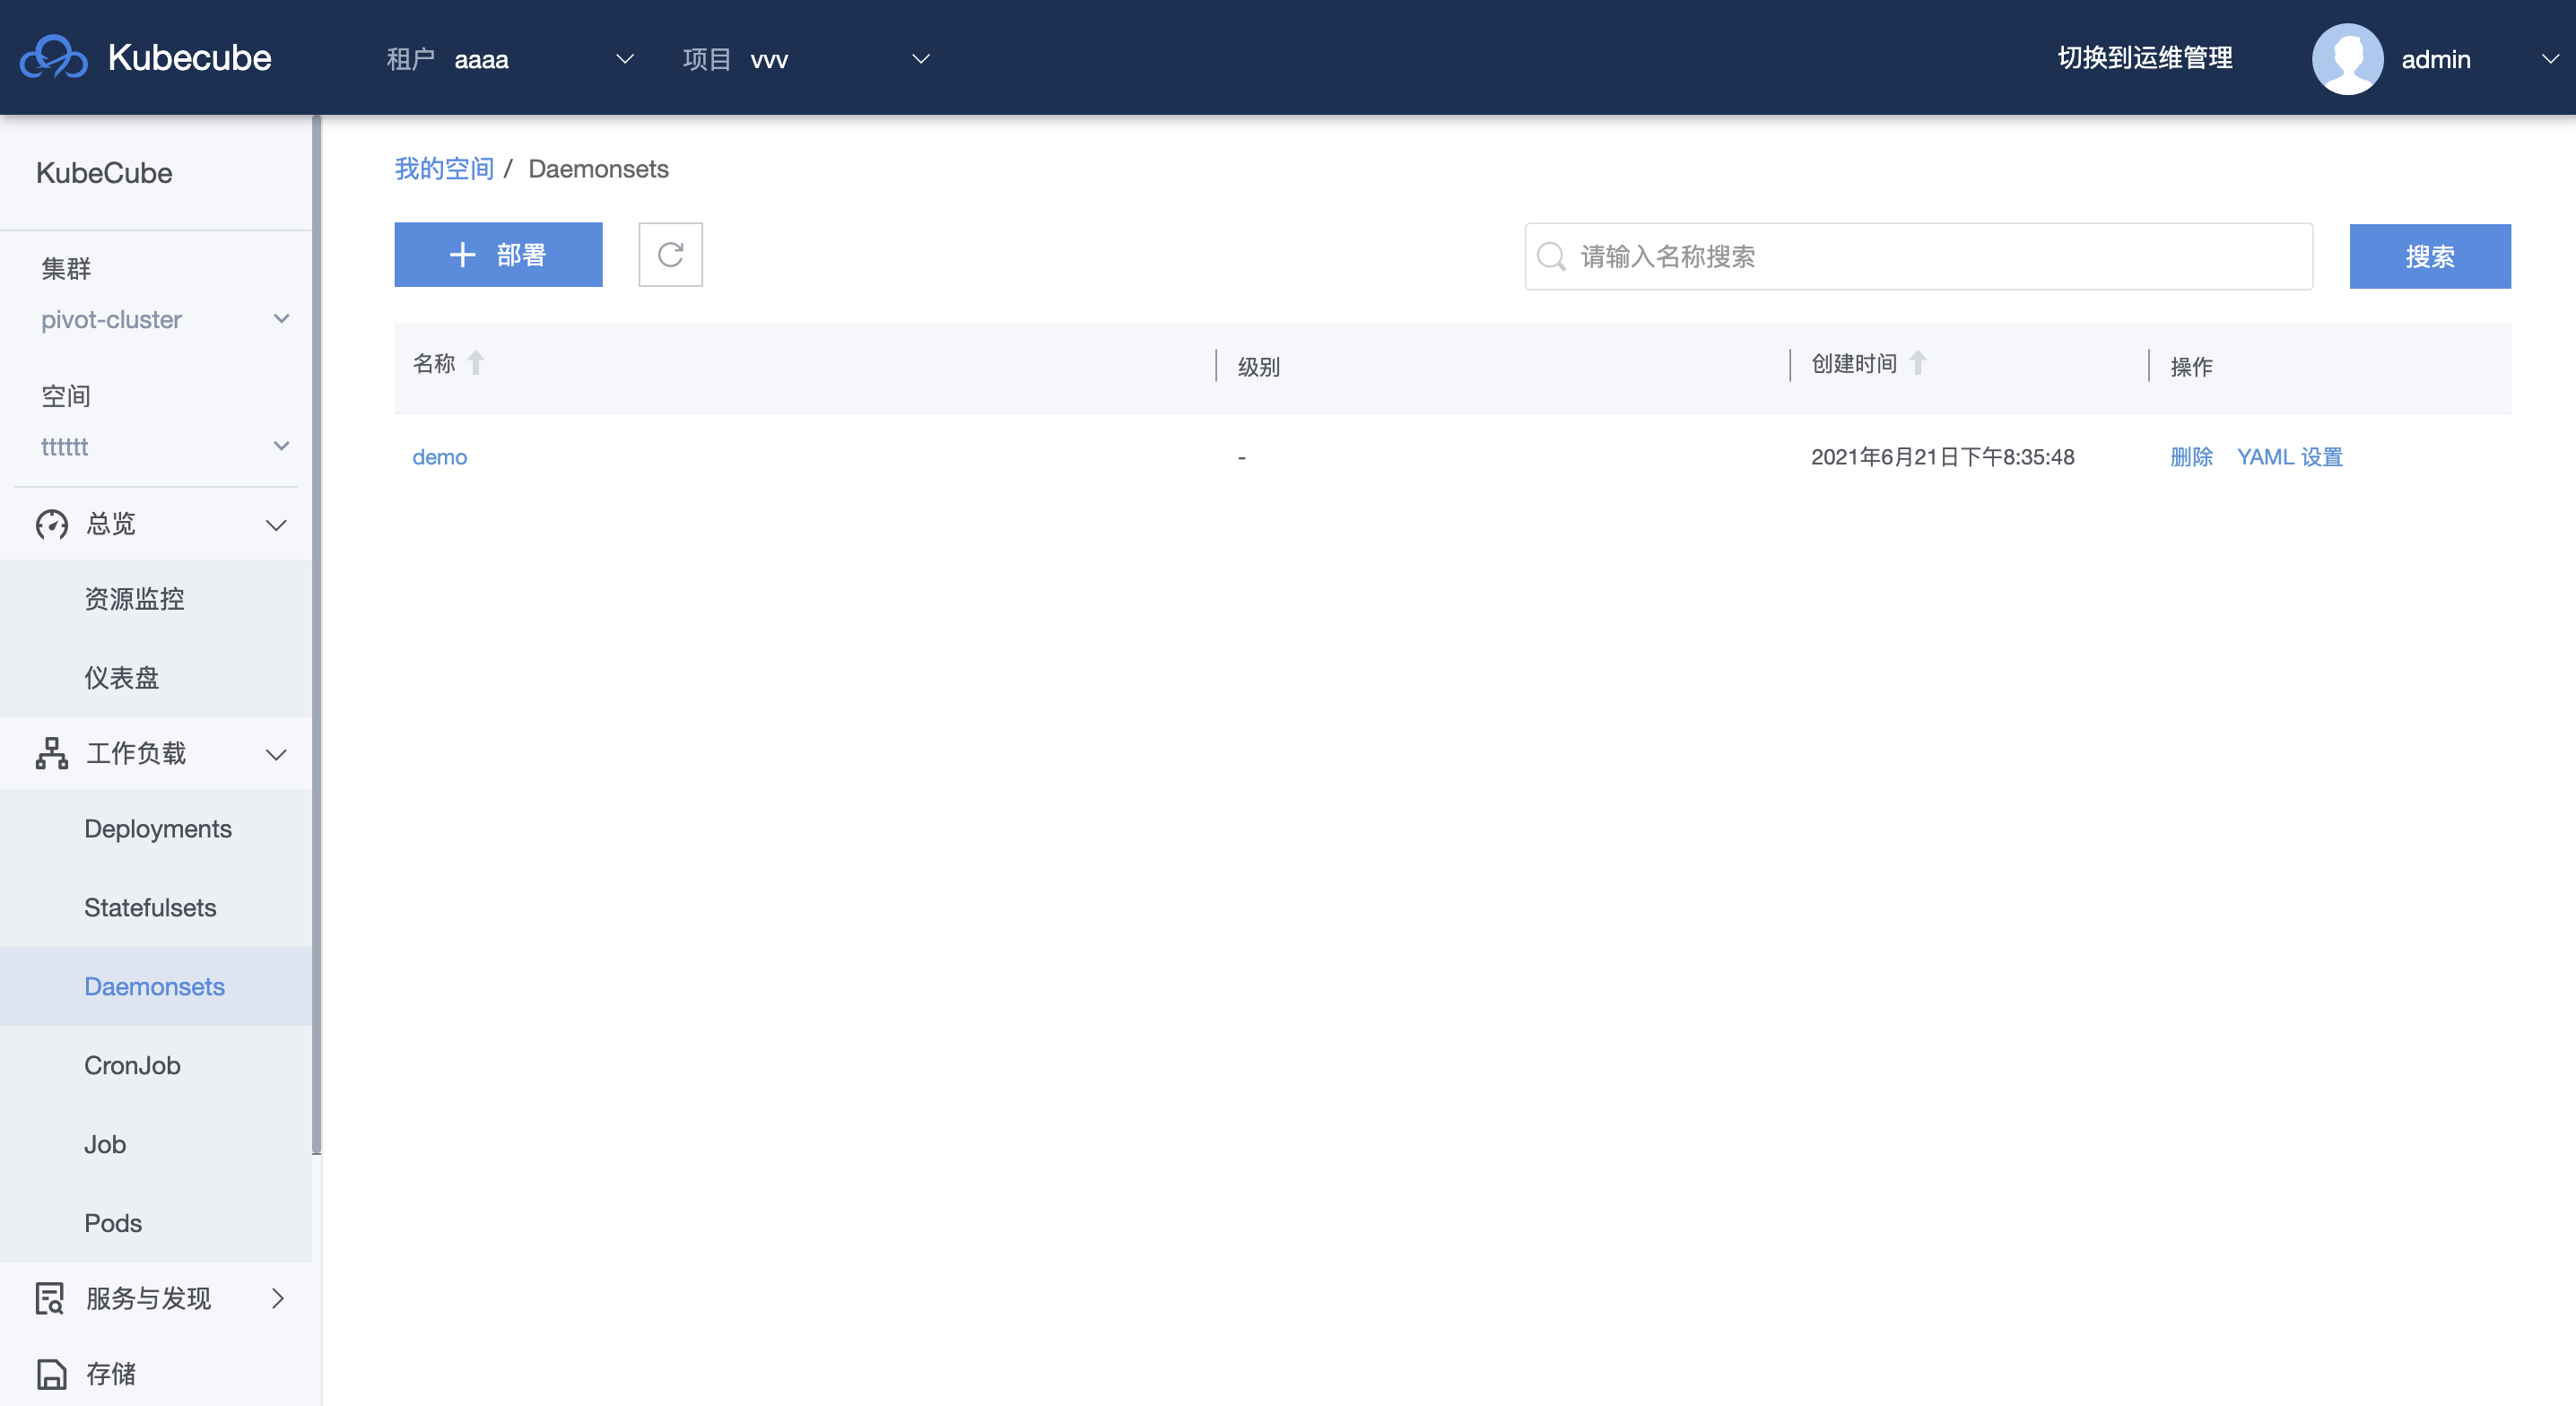 Kubecube
租户 aaaa
项目 vvv
切换到运维管理
admin
KubeCube
集群
pivot-cluster
空间
tttttt
总览
资源监控
仪表盘
工作负载
Deployments
Statefulsets
Daemonsets
CronJob
Job
Pods
服务与发现
存储
我的空间 / Daemonsets
部署
请输入名称搜索
搜索
名称 级别 创建时间 操作
demo - 2021年6月21日下午8:35:48 删除 YAML 设置